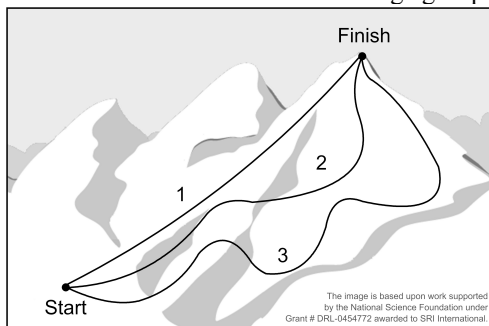 Finish
2
1
3
Start
The image is based upon work supported
by the National Science Foundation under
Grant # DRL-0454772 awarded to SRI International.